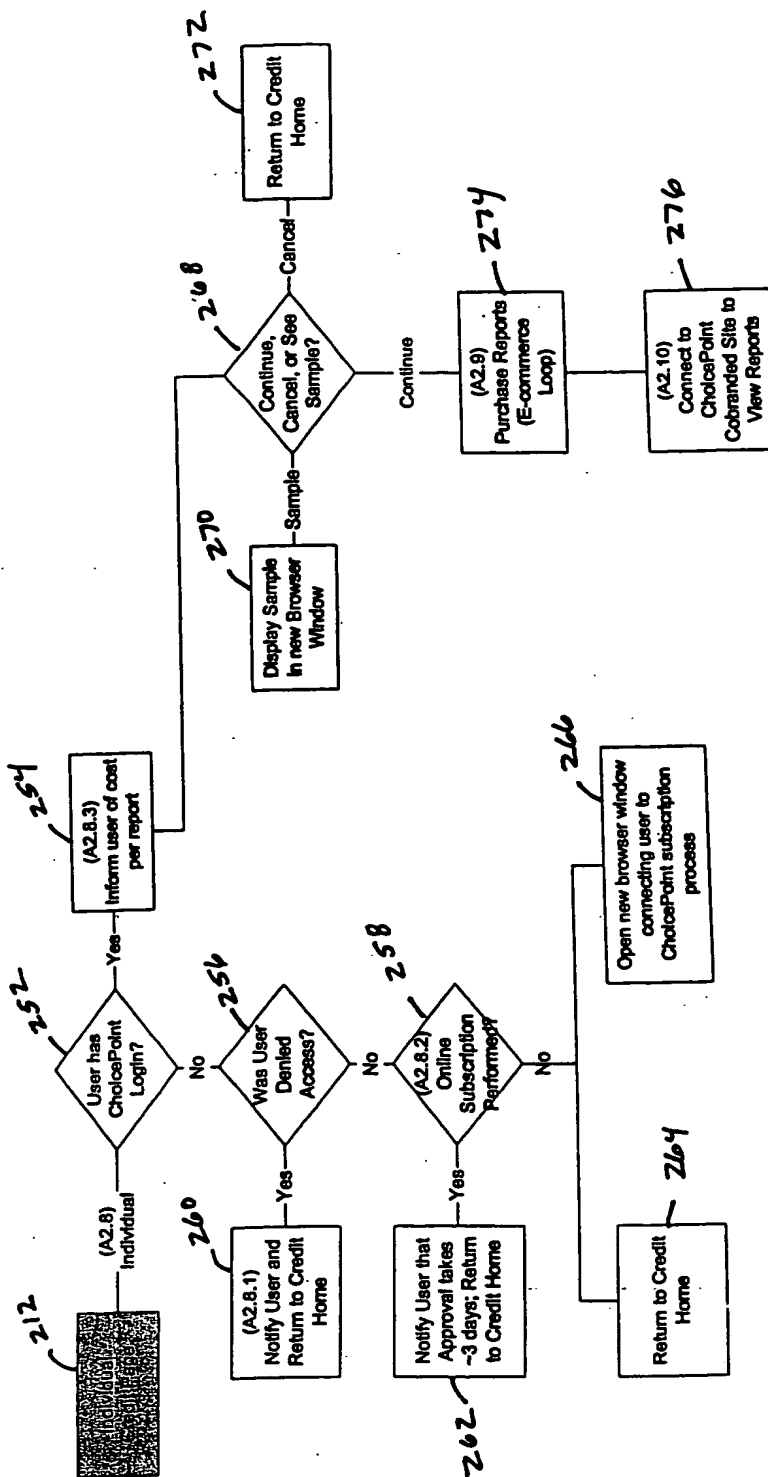 212
Individual
(A2.8)
Individual
252
User has
ChoicePoint
Login?
Yes
254
(A2.8.3)
Inform user of cost
per report
No
256
Was User
Denied
Access?
Yes
260
(A2.8.1)
Notify User and
Return to Credit
Home
No
258
(A2.8.2)
Online
Subscription
Performed?
Yes
Notify User that
Approval takes
~3 days; Return
to Credit Home
262
No
Return to Credit
Home
264
266
Open new browser window
connecting user to
ChoicePoint subscription
process
268
Continue,
Cancel, or See
Sample?
Sample
270
Display Sample
in new Browser
Window
Cancel
272
Return to Credit
Home
Continue
(A2.9)
Purchase Reports
(E-commerce
Loop)
274
(A2.10)
Connect to
ChoicePoint
Cobranded Site to
View Reports
276